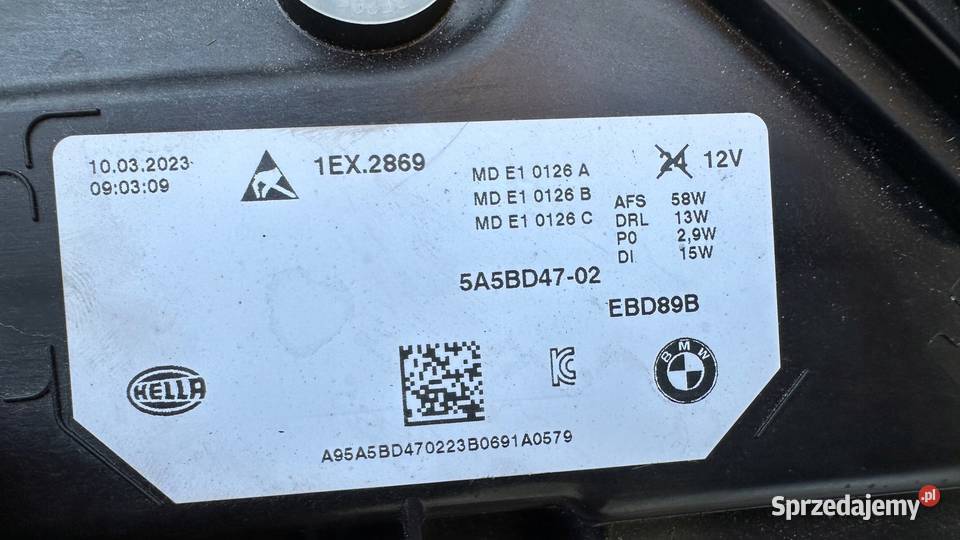 10.03.2023
09:03:09
1EX.2869
MD E1 0126 A
MD E1 0126 B
MD E1 0126 C
24 12V
AFS 58W
DRL 13W
PO 2,9W
DI 15W
5A5BD47-02
EBD89B
HELLA
BMW
A95A5BD470223B0691A0579
Sprzedajemy.pl